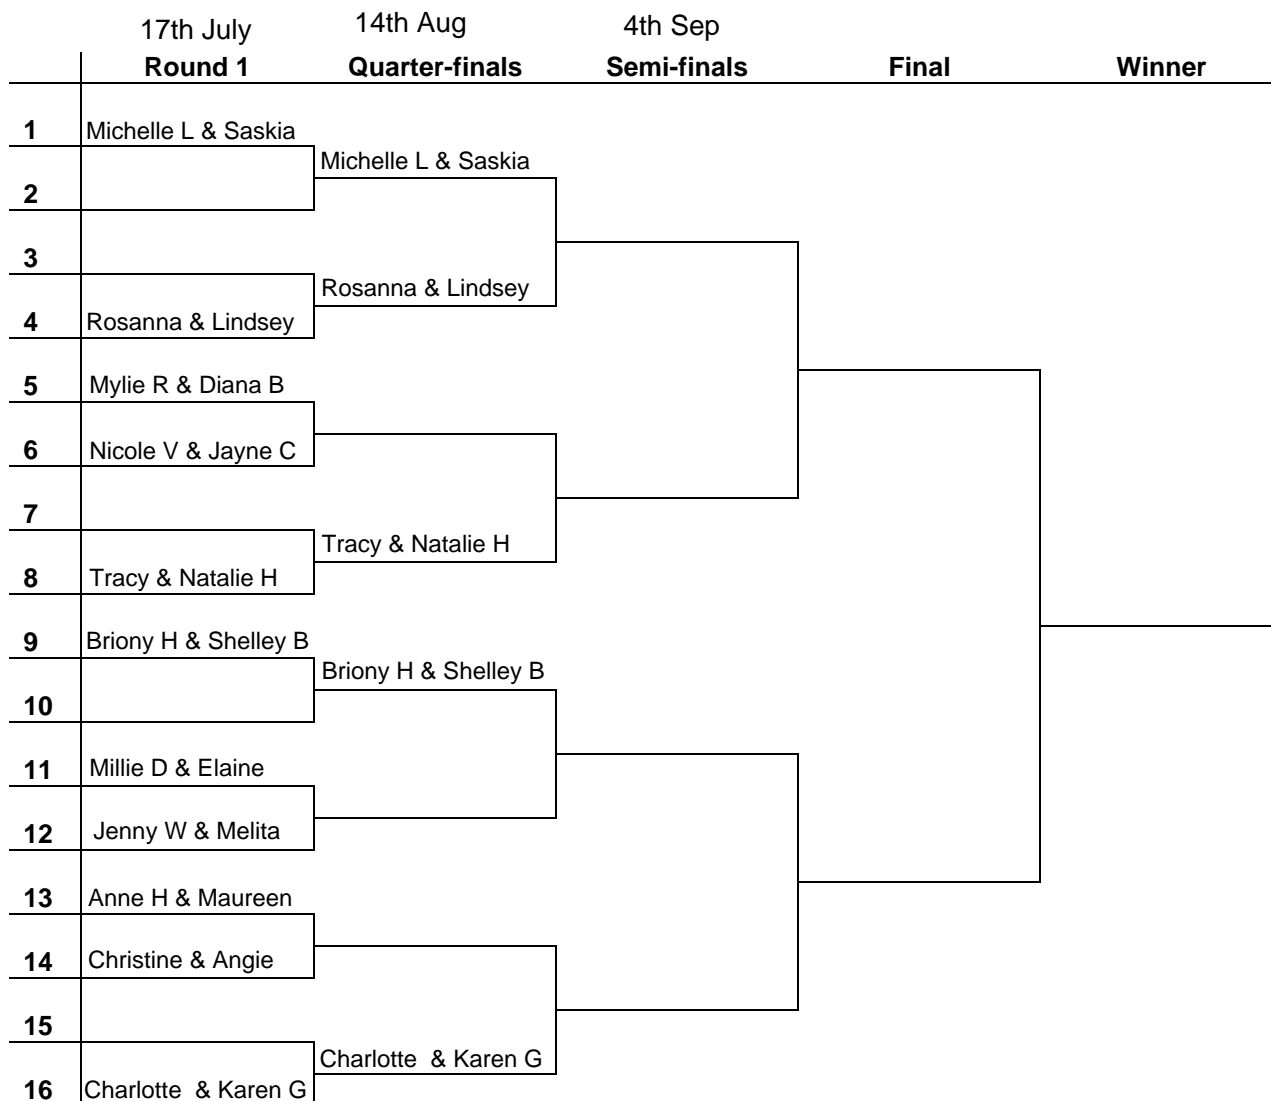 17th July 14th Aug 4th Sep
Round 1 Quarter-finals Semi-finals Final Winner
1 Michelle L & Saskia
Michelle L & Saskia
2
3
Rosanna & Lindsey
4 Rosanna & Lindsey
5 Mylie R & Diana B
6 Nicole V & Jayne C
7
Tracy & Natalie H
8 Tracy & Natalie H
9 Briony H & Shelley B
Briony H & Shelley B
10
11 Millie D & Elaine
12 Jenny W & Melita
13 Anne H & Maureen
14 Christine & Angie
15
Charlotte  & Karen G
16 Charlotte  & Karen G